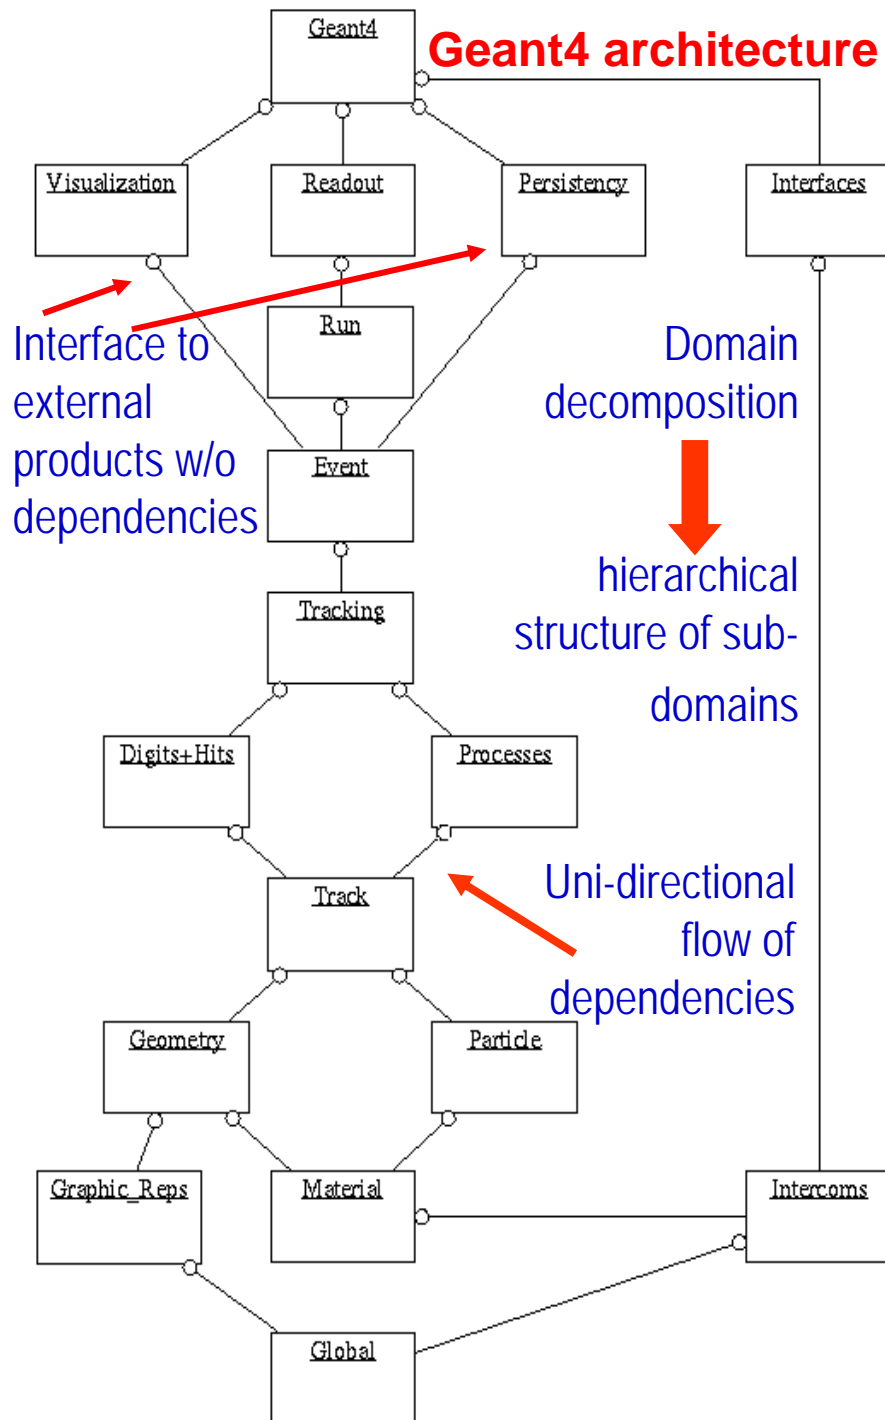 Geant4
Geant4 architecture
Visualization
Readout
Persistency
Interfaces
Run
Interface to
external
products w/o
dependencies
Domain
decomposition
Event
hierarchical
structure of sub-
domains
Tracking
Digits+Hits
Processes
Track
Uni-directional
flow of
dependencies
Geometry
Particle
Graphic_Reps
Material
Intercoms
Global